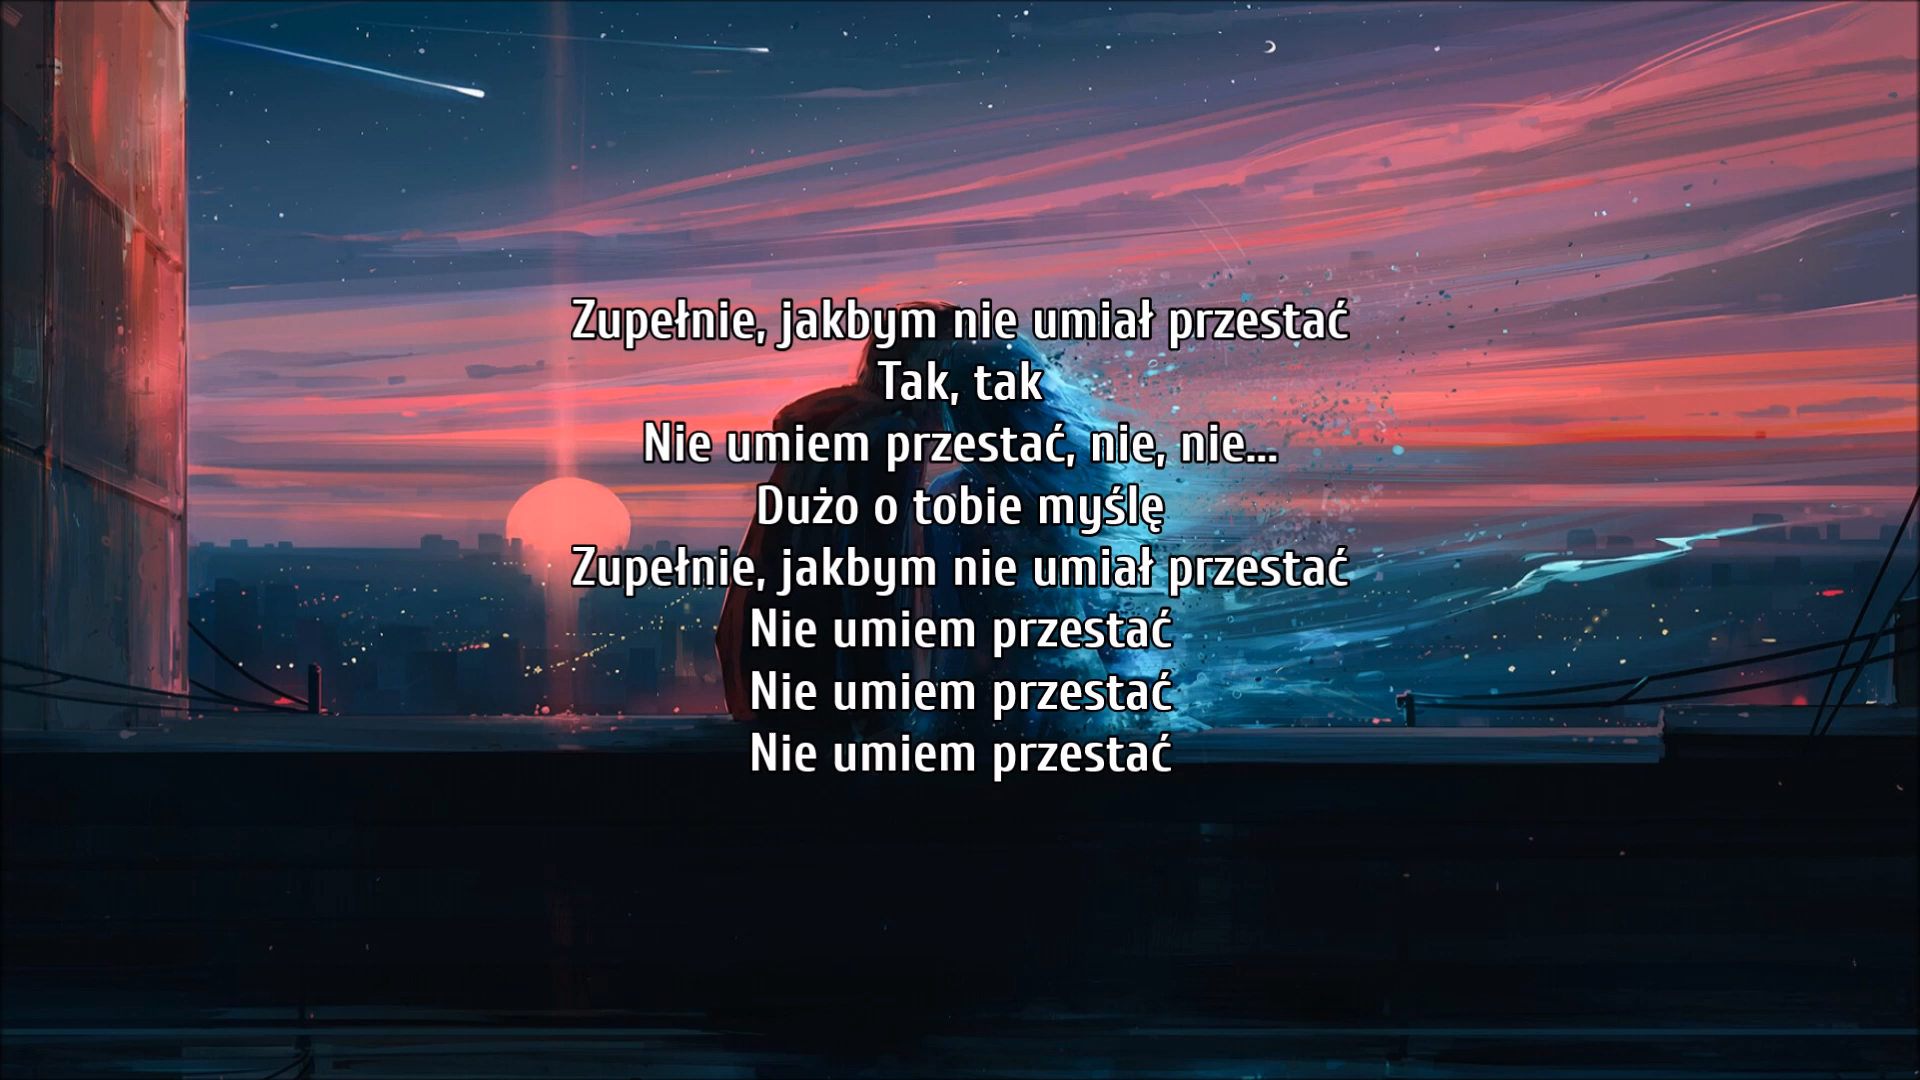 Zupełnie, jakbym nie umiał przestać
Tak, tak
Nie umiem przestać, nie, nie...
Dużo o tobie myślę
Zupełnie, jakbym nie umiał przestać
Nie umiem przestać
Nie umiem przestać
Nie umiem przestać